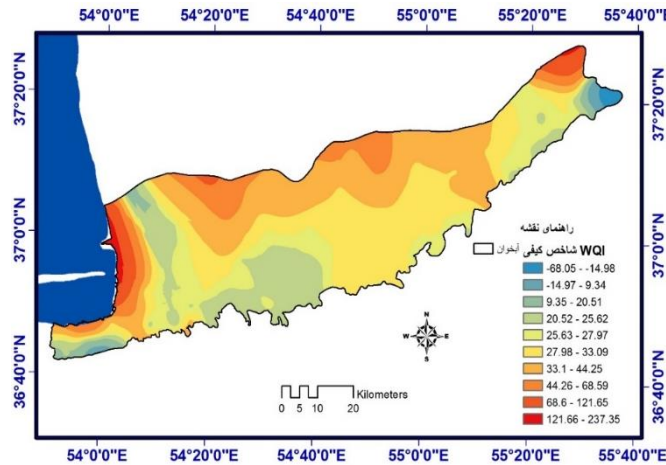 54°0'0"E 54°20'0"E 54°40'0"E 55°0'0"E 55°20'0"E 55°40'0"E
37°20'0"N 37°20'0"N
37°0'0"N 37°0'0"N
36°40'0"N 36°40'0"N
راهنمای نقشه
آبخوان
شاخص کیفی WQI
-68.05 - -14.98
-14.97 - 9.34
9.35 - 20.51
20.52 - 25.62
25.63 - 27.97
27.98 - 33.09
33.1 - 44.25
44.26 - 68.59
68.6 - 121.65
121.66 - 237.35
N
W E
S
Kilometers
0 5 10 20
54°0'0"E 54°20'0"E 54°40'0"E 55°0'0"E 55°20'0"E 55°40'0"E